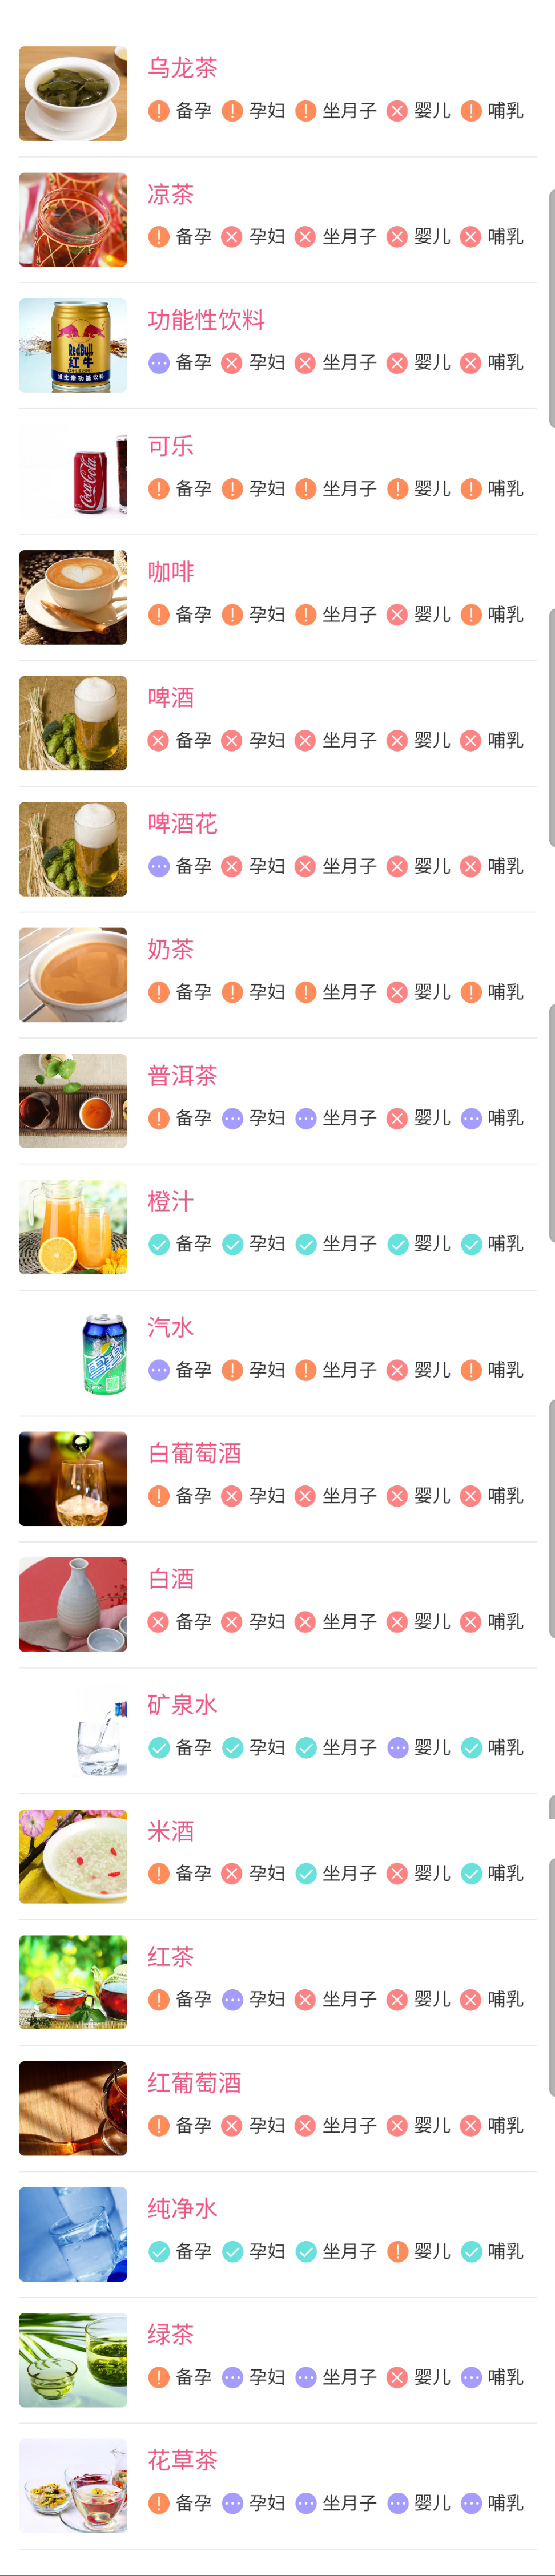 乌龙茶
备孕 孕妇 坐月子 婴儿 哺乳
凉茶
备孕 孕妇 坐月子 婴儿 哺乳
功能性饮料
RedBull
红牛
维生素功能饮料
备孕 孕妇 坐月子 婴儿 哺乳
可乐
Coca-Cola
备孕 孕妇 坐月子 婴儿 哺乳
咖啡
备孕 孕妇 坐月子 婴儿 哺乳
啤酒
备孕 孕妇 坐月子 婴儿 哺乳
啤酒花
备孕 孕妇 坐月子 婴儿 哺乳
奶茶
备孕 孕妇 坐月子 婴儿 哺乳
普洱茶
备孕 孕妇 坐月子 婴儿 哺乳
橙汁
备孕 孕妇 坐月子 婴儿 哺乳
汽水
雪碧
备孕 孕妇 坐月子 婴儿 哺乳
白葡萄酒
备孕 孕妇 坐月子 婴儿 哺乳
白酒
备孕 孕妇 坐月子 婴儿 哺乳
矿泉水
备孕 孕妇 坐月子 婴儿 哺乳
米酒
备孕 孕妇 坐月子 婴儿 哺乳
红茶
备孕 孕妇 坐月子 婴儿 哺乳
红葡萄酒
备孕 孕妇 坐月子 婴儿 哺乳
纯净水
备孕 孕妇 坐月子 婴儿 哺乳
绿茶
备孕 孕妇 坐月子 婴儿 哺乳
花草茶
备孕 孕妇 坐月子 婴儿 哺乳